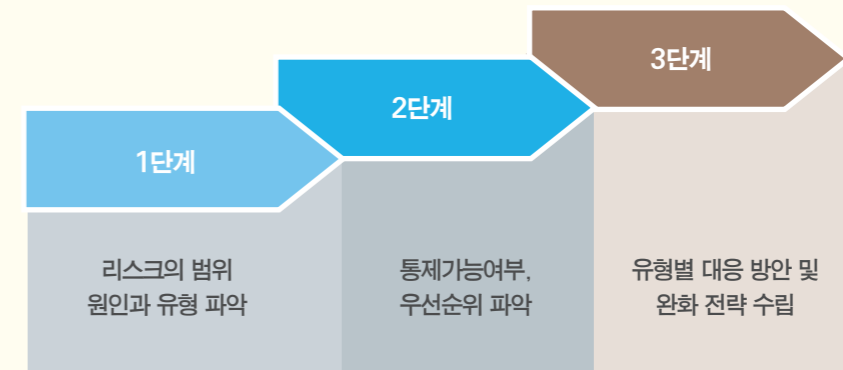 1단계
리스크의 범위
원인과 유형 파악
2단계
통제가능여부,
우선순위 파악
3단계
유형별 대응 방안 및
완화 전략 수립